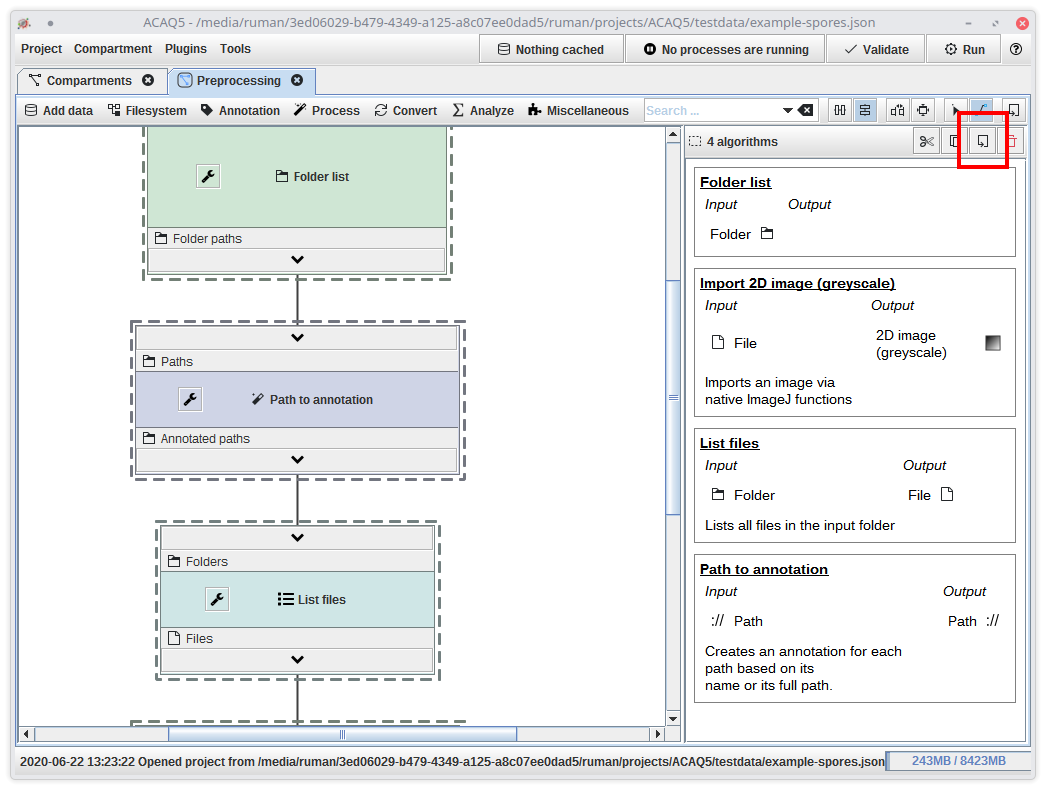 ACAQ5 - /media/ruman/3ed06029-b479-4349-a125-a8c07ee0dad5/ruman/projects/ACAQ5/testdata/example-spores.json
Project Compartment Plugins Tools Nothing cached No processes are running Validate Run
Compartments Preprocessing
Add data Filesystem Annotation Process Convert Analyze Miscellaneous Search ...
4 algorithms
Folder list
Folder paths
Paths
Path to annotation
Annotated paths
Folders
List files
Files
Folder list
Input Output
Folder
Import 2D image (greyscale)
Input Output
File
2D image
(greyscale)
Imports an image via
native ImageJ functions
List files
Input Output
Folder File
Lists all files in the input folder
Path to annotation
Input Output
:// Path Path ://
Creates an annotation for each
path based on its
name or its full path.
2020-06-22 13:23:22 Opened project from /media/ruman/3ed06029-b479-4349-a125-a8c07ee0dad5/ruman/projects/ACAQ5/testdata/example-spores.json 243MB / 8423MB